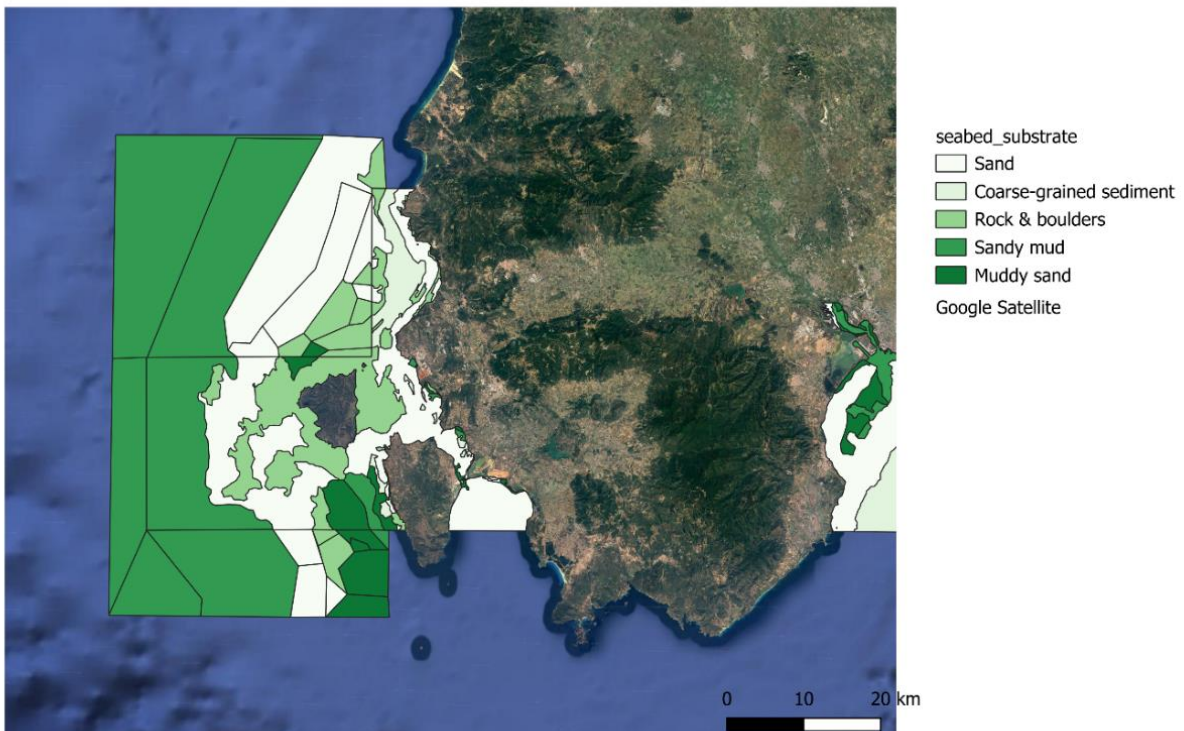 seabed_substrate
Sand
Coarse-grained sediment
Rock & boulders
Sandy mud
Muddy sand
Google Satellite
0 10 20 km